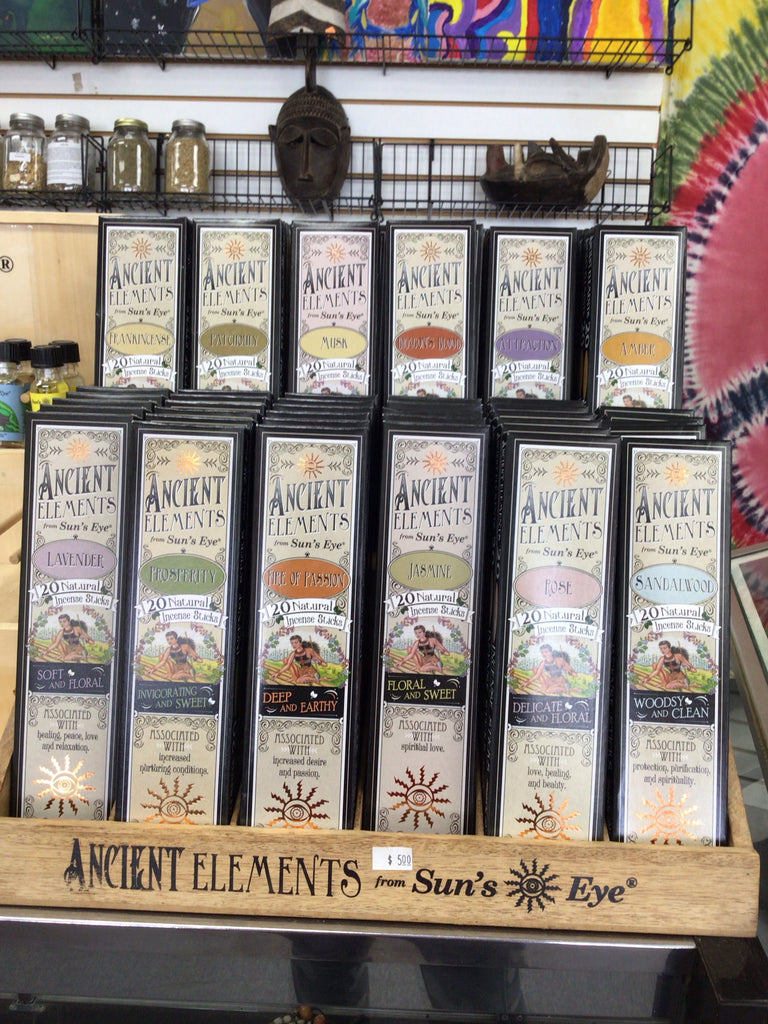 ®
ANCIENT
ELEMENTS
from Sun's Eye®
FRANKINCENSE
20 Natural
Incense Sticks
ANCIENT
ELEMENTS
from Sun's Eye®
PATCHOULY
20 Natural
Incense Sticks
ANCIENT
ELEMENTS
from Sun's Eye®
MUSK
20 Natural
Incense Sticks
ANCIENT
ELEMENTS
from Sun's Eye®
DRAGON'S BLOOD
20 Natural
Incense Sticks
ANCIENT
ELEMENTS
from Sun's Eye®
ATTRACTION
20 Natural
Incense Sticks
ANCIENT
ELEMENTS
from Sun's Eye®
AMBER
20 Natural
Incense Sticks
ANCIENT
ELEMENTS
from Sun's Eye®
LAVENDER
20 Natural
Incense Sticks
SOFT
AND FLORAL
ASSOCIATED
WITH
healing, peace, love
and relaxation.
ANCIENT
ELEMENTS
from Sun's Eye®
PROSPERITY
20 Natural
Incense Sticks
INVIGORATING
AND SWEET
ASSOCIATED
WITH
increased
nurturing conditions.
ANCIENT
ELEMENTS
from Sun's Eye®
FIRE OF PASSION
20 Natural
Incense Sticks
DEEP
AND EARTHY
ASSOCIATED
WITH
increased desire
and passion.
ANCIENT
ELEMENTS
from Sun's Eye®
JASMINE
20 Natural
Incense Sticks
FLORAL
AND SWEET
ASSOCIATED
WITH
spiritual love.
ANCIENT
ELEMENTS
from Sun's Eye®
ROSE
20 Natural
Incense Sticks
DELICATE
AND FLORAL
ASSOCIATED
WITH
love, healing,
and beauty.
ANCIENT
ELEMENTS
from Sun's Eye®
SANDALWOOD
20 Natural
Incense Sticks
WOODSY
AND CLEAN
ASSOCIATED
WITH
protection, purification,
and spirituality.
$ 5.00
ANCIENT ELEMENTS from Sun's Eye®